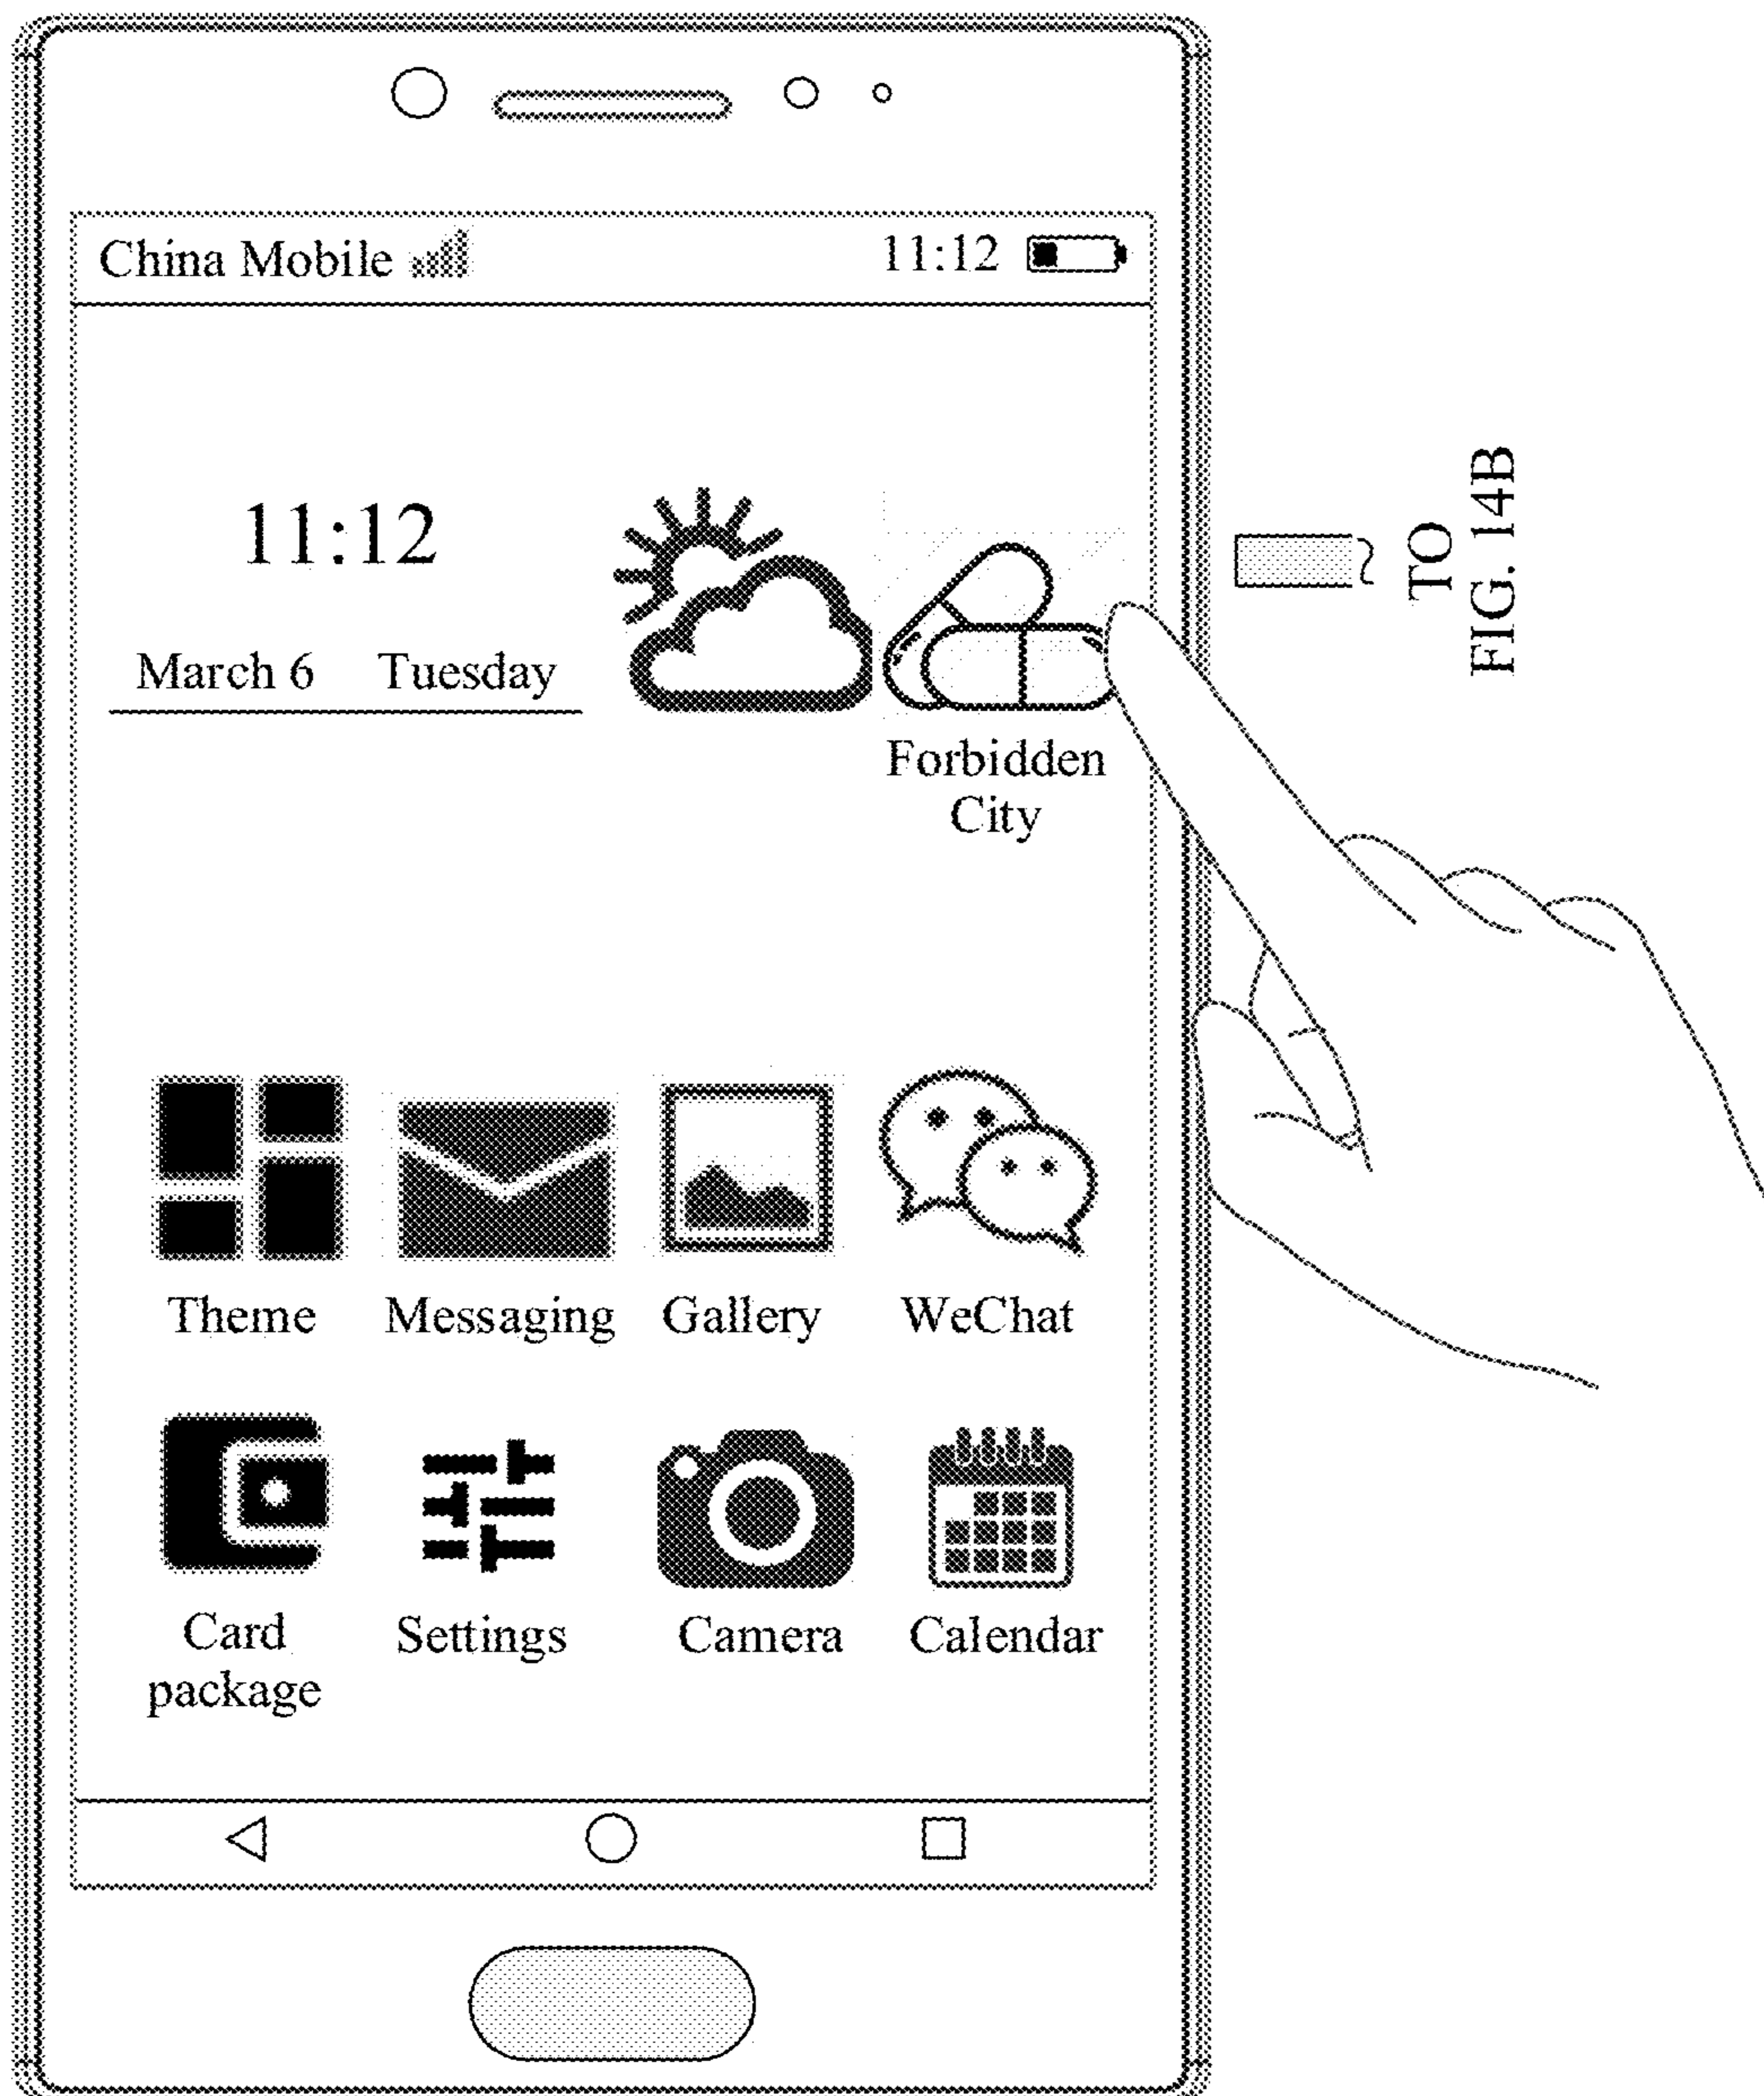 China Mobile 11:12
11:12
March 6 Tuesday
Forbidden
City
TO
FIG. 14B
Theme Messaging Gallery WeChat
Card Settings Camera Calendar
package